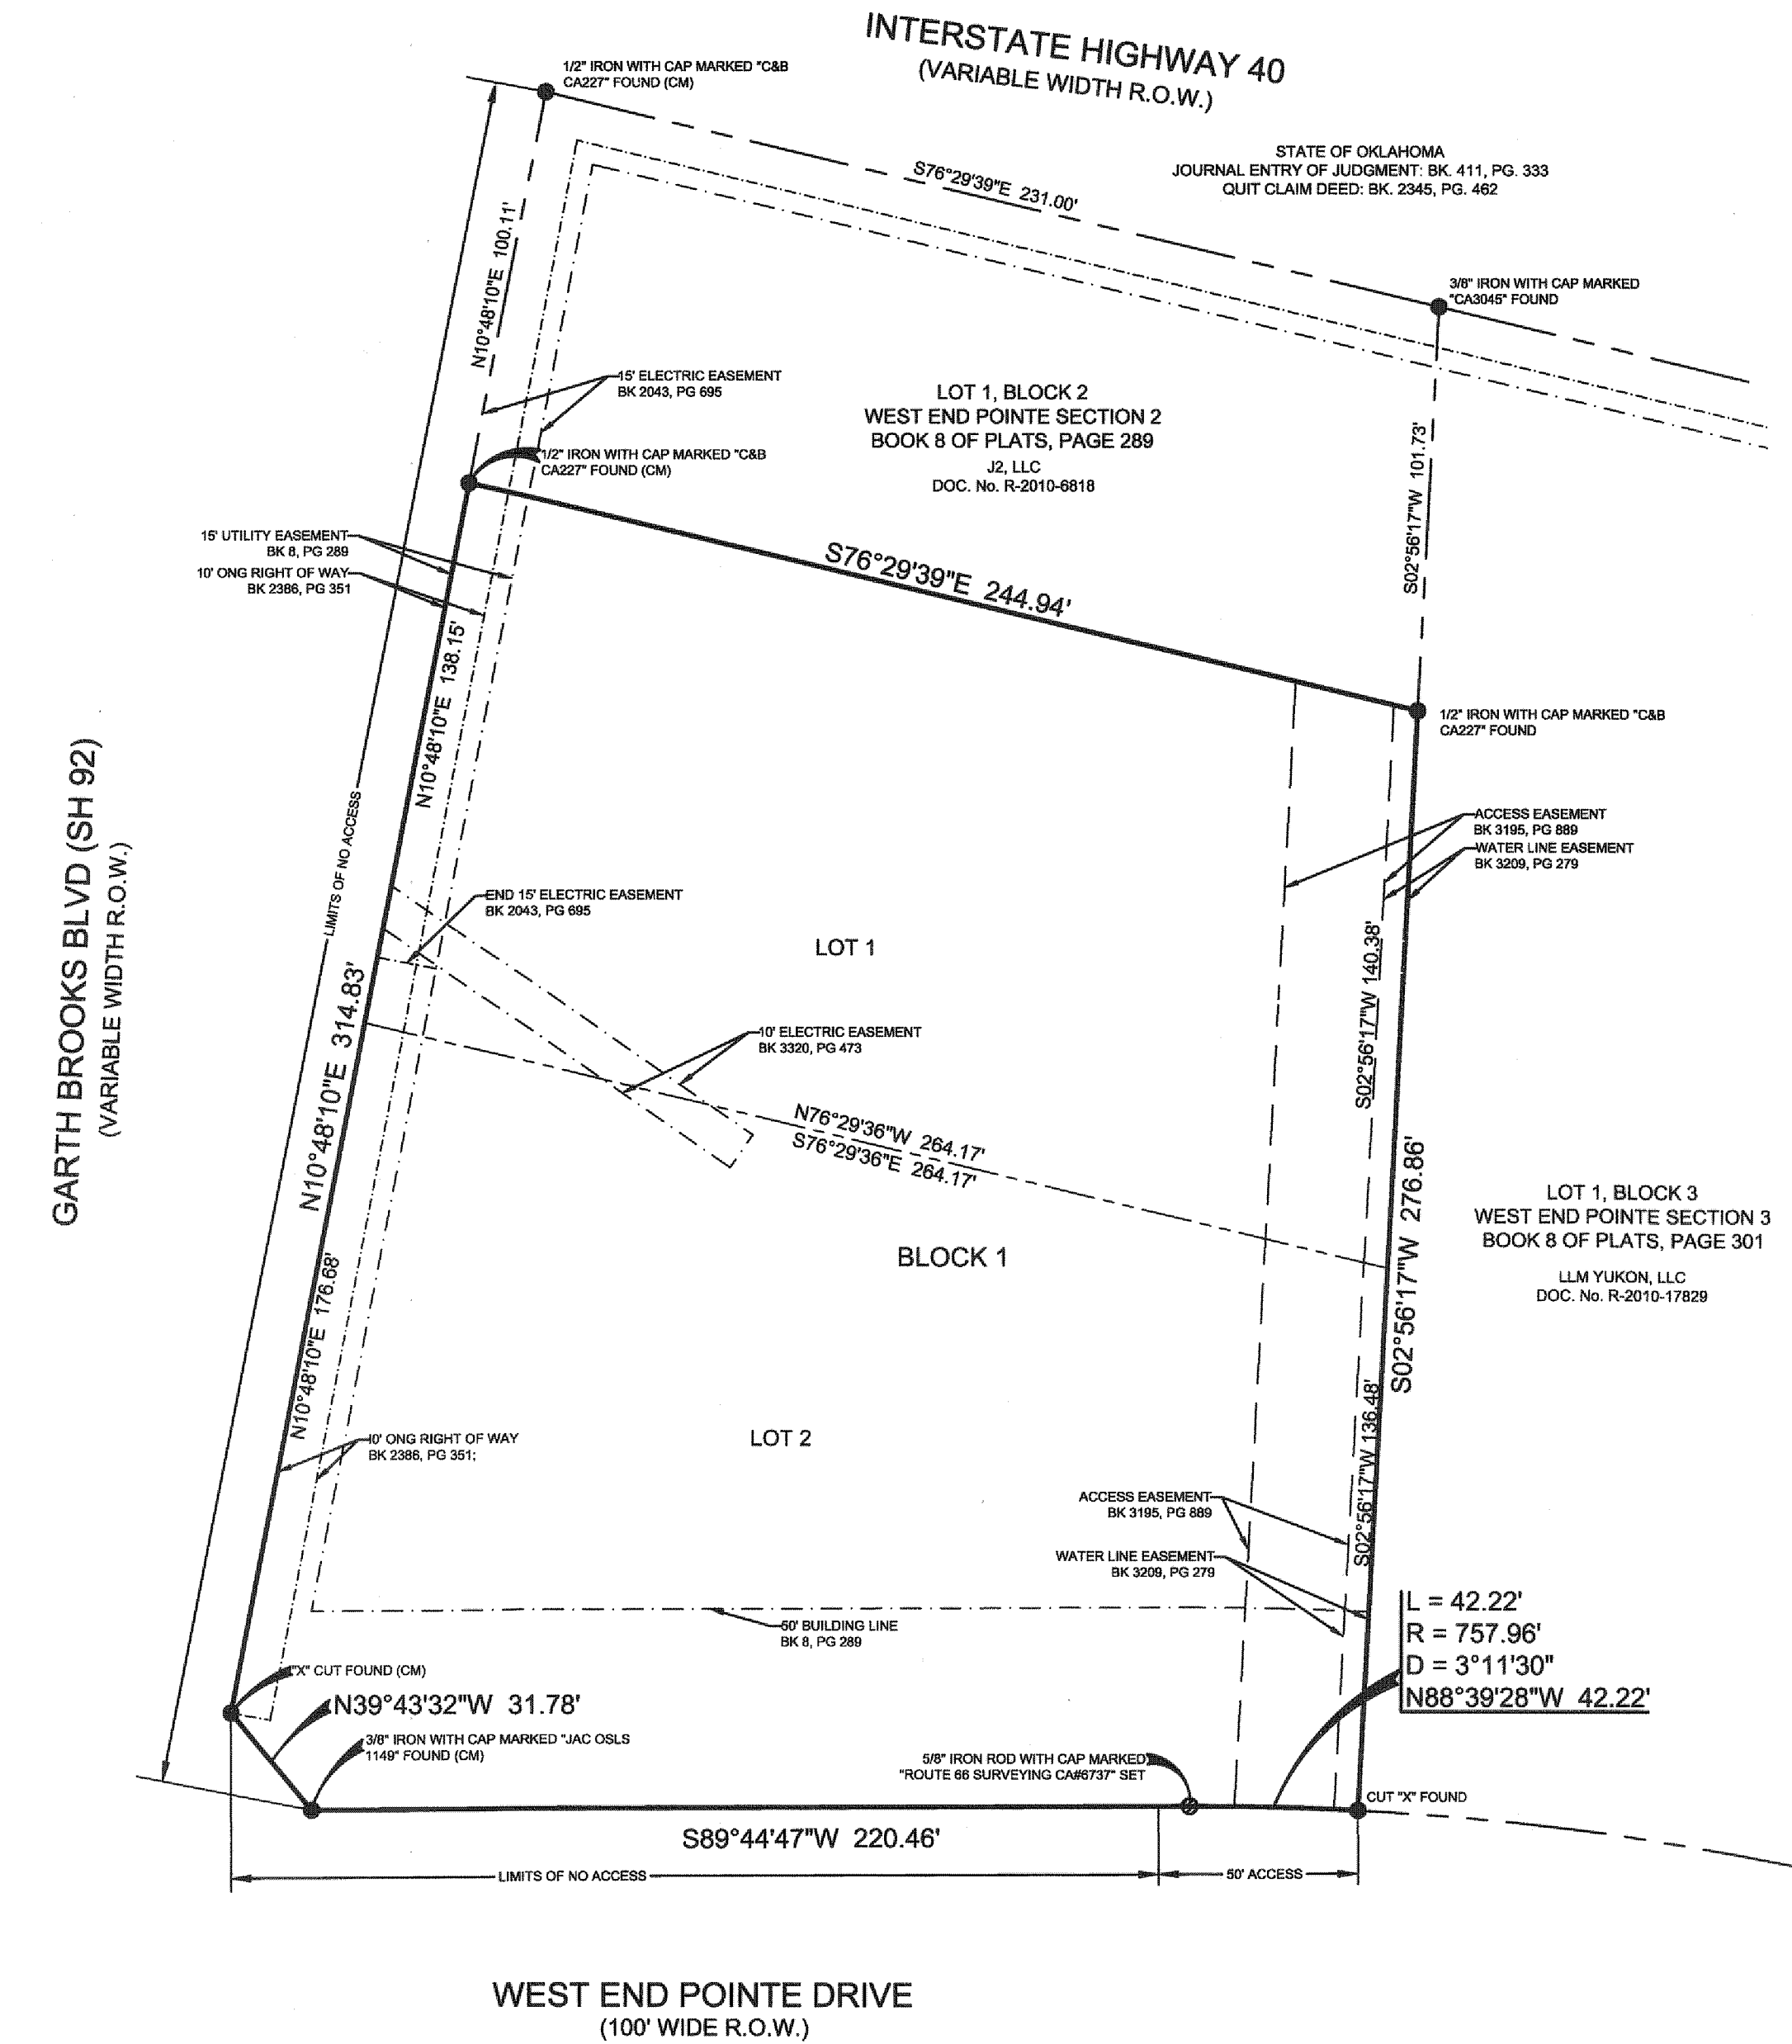 INTERSTATE HIGHWAY 40
(VARIABLE WIDTH R.O.W.)
1/2" IRON WITH CAP MARKED "C&B
CA227" FOUND (CM)
STATE OF OKLAHOMA
JOURNAL ENTRY OF JUDGMENT: BK. 411, PG. 333
QUIT CLAIM DEED: BK. 2345, PG. 462
S76°29'39"E 231.00'
N10°48'10"E 100.11'
3/8" IRON WITH CAP MARKED
"CA3045" FOUND
15' ELECTRIC EASEMENT
BK 2043, PG 695
LOT 1, BLOCK 2
WEST END POINTE SECTION 2
BOOK 8 OF PLATS, PAGE 289
J2, LLC
DOC. No. R-2010-6818
S02°56'17"W 101.73'
1/2" IRON WITH CAP MARKED "C&B
CA227" FOUND (CM)
15' UTILITY EASEMENT
BK 8, PG 289
10' ONG RIGHT OF WAY
BK 2386, PG 351
S76°29'39"E 244.94'
N10°48'10"E 138.15'
1/2" IRON WITH CAP MARKED "C&B
CA227" FOUND
GARTH BROOKS BLVD (SH 92)
(VARIABLE WIDTH R.O.W.)
LIMITS OF NO ACCESS
ACCESS EASEMENT
BK 3195, PG 889
WATER LINE EASEMENT
BK 3209, PG 279
END 15' ELECTRIC EASEMENT
BK 2043, PG 695
LOT 1
S02°56'17"W 140.38'
N10°48'10"E 314.83'
10' ELECTRIC EASEMENT
BK 3320, PG 473
N76°29'36"W 264.17'
S76°29'36"E 264.17'
S02°56'17"W 276.86'
LOT 1, BLOCK 3
WEST END POINTE SECTION 3
BOOK 8 OF PLATS, PAGE 301
LLM YUKON, LLC
DOC. No. R-2010-17829
BLOCK 1
N10°48'10"E 176.68'
10' ONG RIGHT OF WAY
BK 2386, PG 351;
LOT 2
S02°56'17"W 136.48'
ACCESS EASEMENT
BK 3195, PG 889
WATER LINE EASEMENT
BK 3209, PG 279
50' BUILDING LINE
BK 8, PG 289
L = 42.22'
R = 757.96'
D = 3°11'30"
N88°39'28"W 42.22'
"X" CUT FOUND (CM)
N39°43'32"W 31.78'
3/8" IRON WITH CAP MARKED "JAC OSLS
1149" FOUND (CM)
5/8" IRON ROD WITH CAP MARKED
"ROUTE 66 SURVEYING CA#6737" SET
CUT "X" FOUND
S89°44'47"W 220.46'
LIMITS OF NO ACCESS
50' ACCESS
WEST END POINTE DRIVE
(100' WIDE R.O.W.)